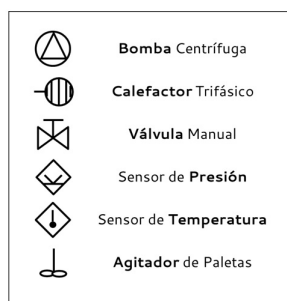 Bomba Centrífuga
Calefactor Trifásico
Válvula Manual
Sensor de Presión
Sensor de Temperatura
Agitador de Paletas